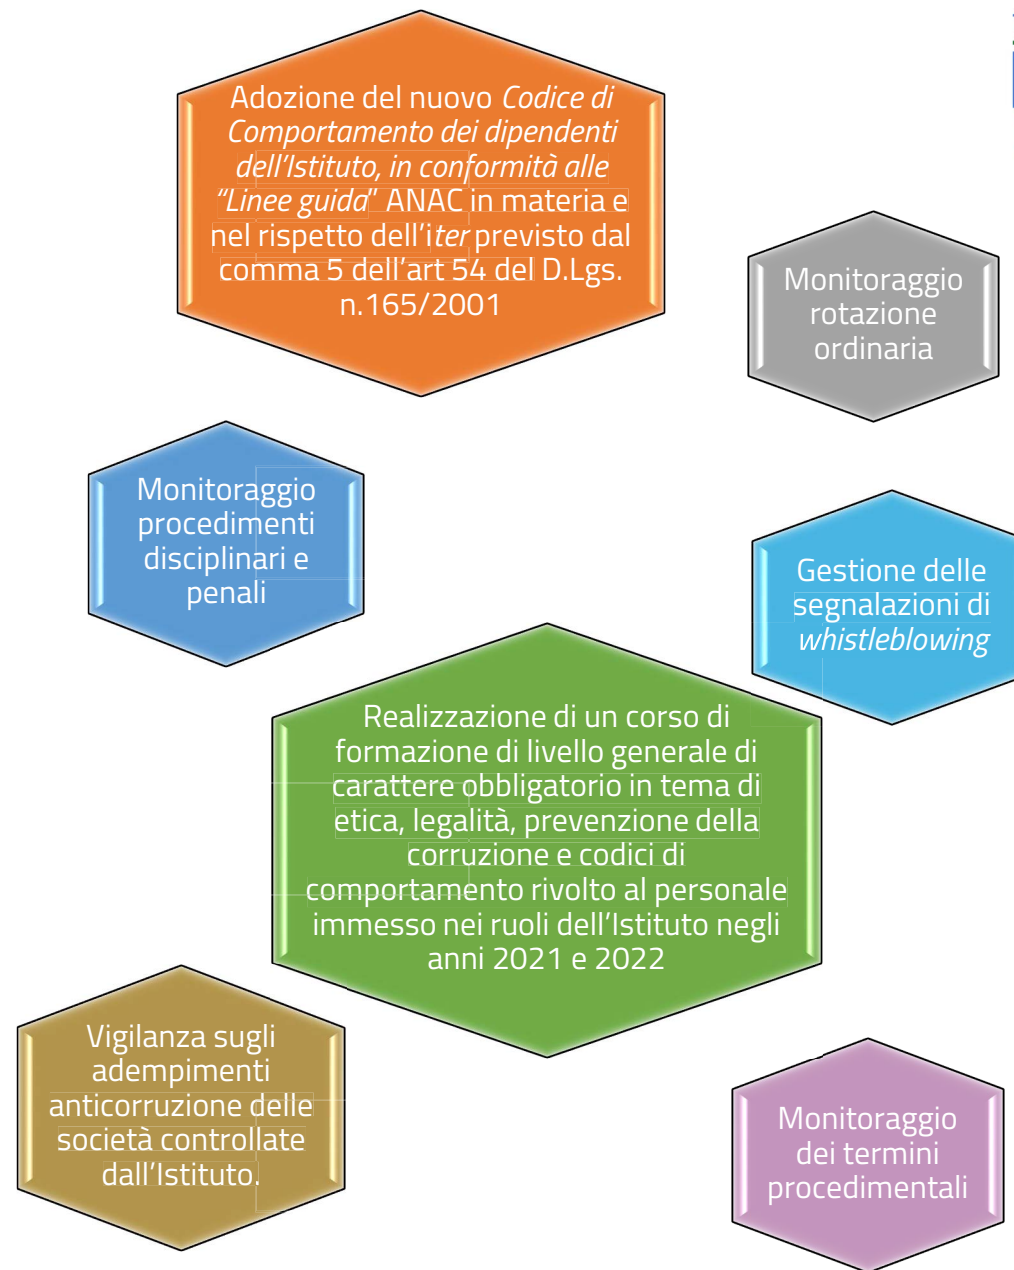 Adozione del nuovo Codice di
Comportamento dei dipendenti
dell’Istituto, in conformità alle
“Linee guida” ANAC in materia e
nel rispetto dell’iter previsto dal
comma 5 dell’art 54 del D.Lgs.
n.165/2001
Monitoraggio
rotazione
ordinaria
Monitoraggio
procedimenti
disciplinari e
penali
Gestione delle
segnalazioni di
whistleblowing
Realizzazione di un corso di
formazione di livello generale di
carattere obbligatorio in tema di
etica, legalità, prevenzione della
corruzione e codici di
comportamento rivolto al personale
immesso nei ruoli dell’Istituto negli
anni 2021 e 2022
Vigilanza sugli
adempimenti
anticorruzione delle
società controllate
dall’Istituto.
Monitoraggio
dei termini
procedimentali